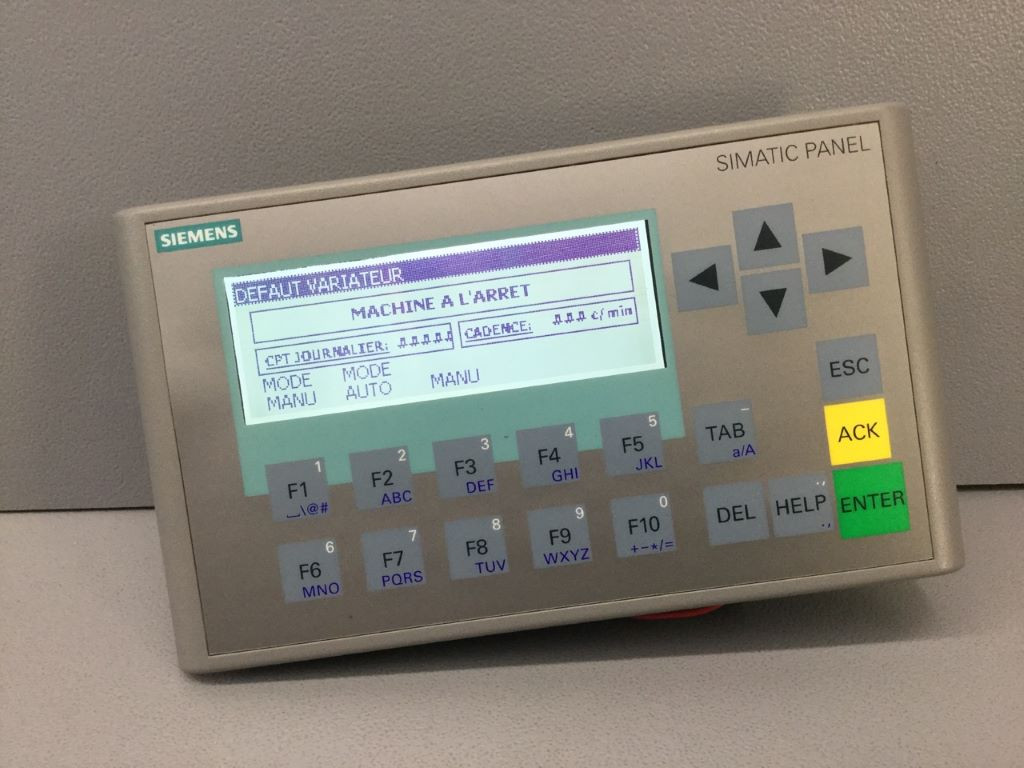 SIMATIC PANEL
SIEMENS
DEFAUT VARIATEUR
MACHINE A L'ARRET
CPT JOURNALIER: CADENCE: c/min
MODE MODE MANU
MANU AUTO
ESC
1 2 3 4 5
F1 F2 F3 F4 F5 TAB ACK
\@# ABC DEF GHI JKL a/A
6 7 8 9 0
F6 F7 F8 F9 F10 DEL HELP ENTER
MNO PQRS TUV WXYZ +-*/=